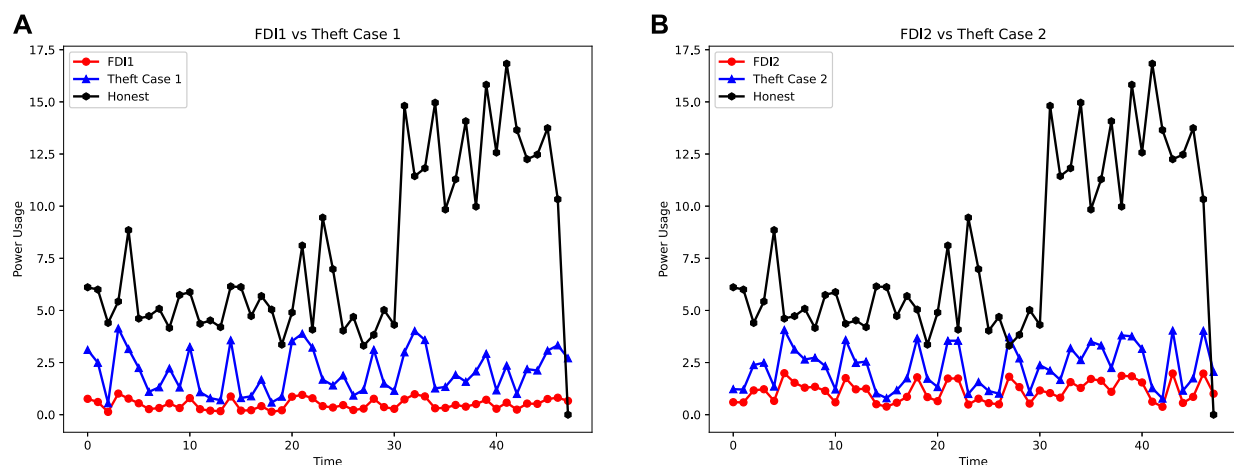 A
FDI1 vs Theft Case 1
17.5
15.0
12.5
10.0
7.5
5.0
2.5
0.0
Power Usage
FDI1
Theft Case 1
Honest
0
10
20
30
40
Time
B
FDI2 vs Theft Case 2
17.5
15.0
12.5
10.0
7.5
5.0
2.5
0.0
Power Usage
FDI2
Theft Case 2
Honest
0
10
20
30
40
Time